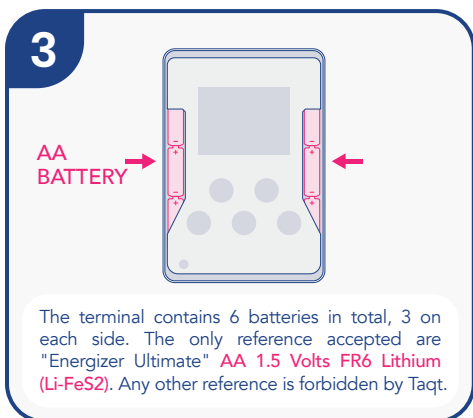 3
AA
BATTERY
The terminal contains 6 batteries in total, 3 on
each side. The only reference accepted are
"Energizer Ultimate" AA 1.5 Volts FR6 Lithium
(Li-FeS2). Any other reference is forbidden by Taqt.